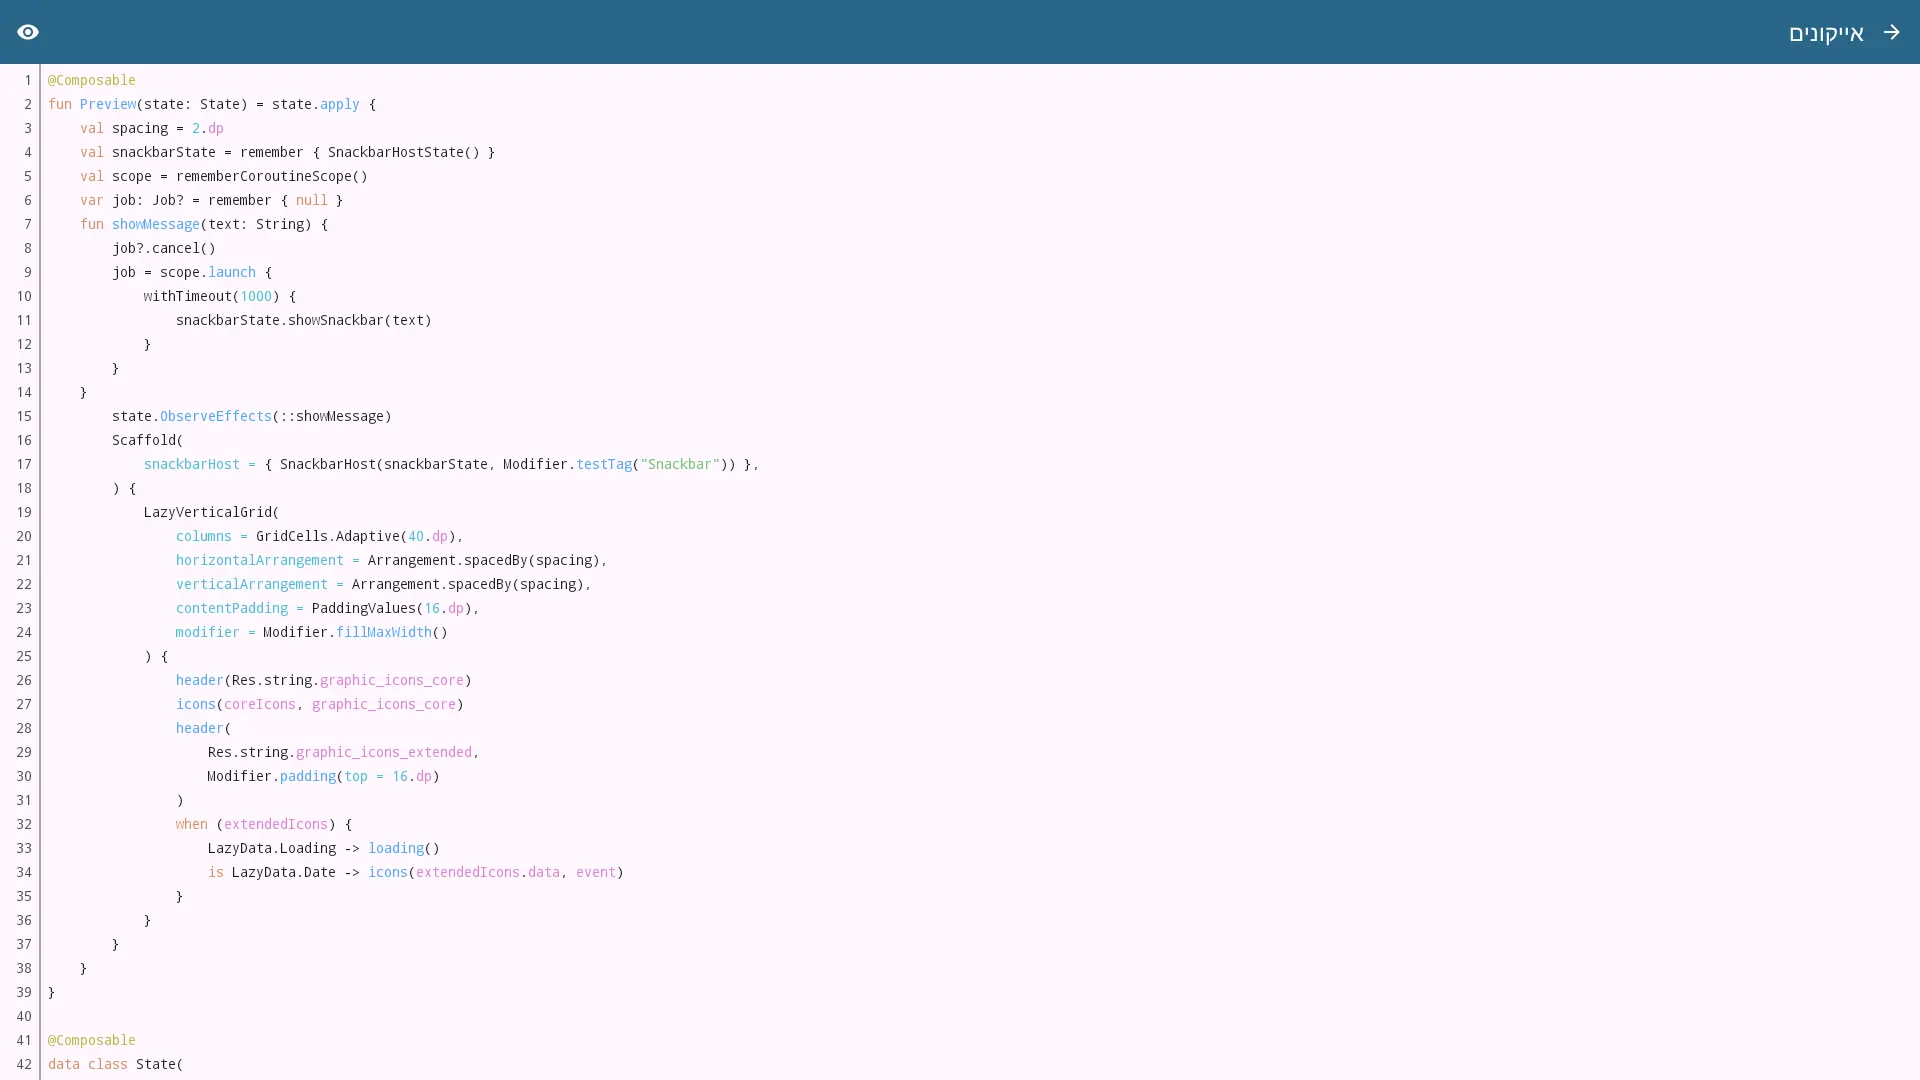 אייקונים
1 @Composable
2 fun Preview(state: State) = state.apply {
3     val spacing = 2.dp
4     val snackbarState = remember { SnackbarHostState() }
5     val scope = rememberCoroutineScope()
6     var job: Job? = remember { null }
7     fun showMessage(text: String) {
8         job?.cancel()
9         job = scope.launch {
10             withTimeout(1000) {
11                 snackbarState.showSnackbar(text)
12             }
13         }
14     }
15         state.ObserveEffects(::showMessage)
16         Scaffold(
17             snackbarHost = { SnackbarHost(snackbarState, Modifier.testTag("Snackbar")) },
18         ) {
19             LazyVerticalGrid(
20                 columns = GridCells.Adaptive(40.dp),
21                 horizontalArrangement = Arrangement.spacedBy(spacing),
22                 verticalArrangement = Arrangement.spacedBy(spacing),
23                 contentPadding = PaddingValues(16.dp),
24                 modifier = Modifier.fillMaxWidth()
25             ) {
26                 header(Res.string.graphic_icons_core)
27                 icons(coreIcons, graphic_icons_core)
28                 header(
29                     Res.string.graphic_icons_extended,
30                     Modifier.padding(top = 16.dp)
31                 )
32                 when (extendedIcons) {
33                     LazyData.Loading -> loading()
34                     is LazyData.Date -> icons(extendedIcons.data, event)
35                 }
36             }
37         }
38     }
39 }
40
41 @Composable
42 data class State(